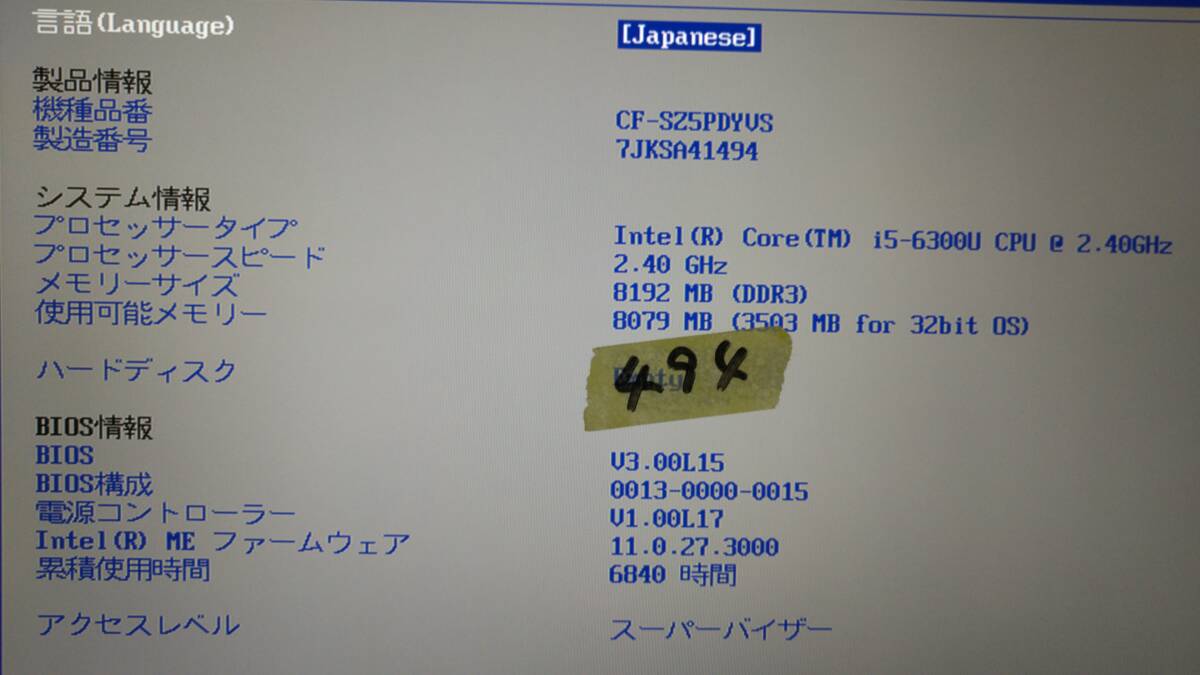 言語(Language) [Japanese]
製品情報
機種品番 CF-SZ5PDYVS
製造番号 7JKSA41494
システム情報
プロセッサータイプ Intel(R) Core(TM) i5-6300U CPU @ 2.40GHz
プロセッサースピード 2.40 GHz
メモリーサイズ 8192 MB (DDR3)
使用可能メモリー 8079 MB (3503 MB for 32bit OS)
ハードディスク
494
BIOS情報
BIOS V3.00L15
BIOS構成 0013-0000-0015
電源コントローラー V1.00L17
Intel(R) ME ファームウェア 11.0.27.3000
累積使用時間 6840 時間
アクセスレベル スーパーバイザー